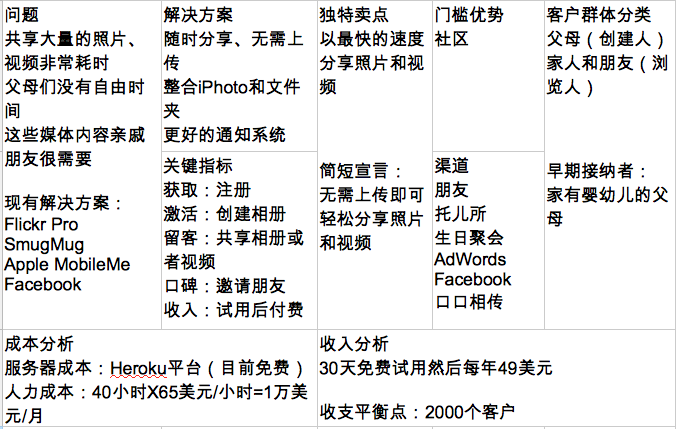 问题
共享大量的照片、
视频非常耗时
父母们没有自由时
间
这些媒体内容亲戚
朋友很需要
现有解决方案：
Flickr Pro
SmugMug
Apple MobileMe
Facebook
解决方案
随时分享、无需上
传
整合iPhoto和文件
夹
更好的通知系统
关键指标
获取：注册
激活：创建相册
留客：共享相册或
者视频
口碑：邀请朋友
收入：试用后付费
独特卖点
以最快的速度
分享照片和视
频
简短宣言：
无需上传即可
轻松分享照片
和视频
门槛优势
社区
渠道
朋友
托儿所
生日聚会
AdWords
Facebook
口口相传
客户群体分类
父母（创建人）
家人和朋友（浏
览人）
早期接纳者：
家有婴幼儿的父
母
成本分析
服务器成本：Heroku平台（目前免费）
人力成本：40小时X65美元/小时=1万美
元/月
收入分析
30天免费试用然后每年49美元
收支平衡点：2000个客户